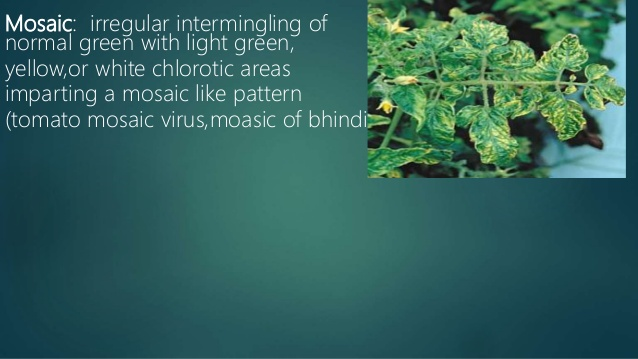 Mosaic:  irregular intermingling of
normal green with light green,
yellow,or white chlorotic areas
imparting a mosaic like pattern
(tomato mosaic virus,moasic of bhindi